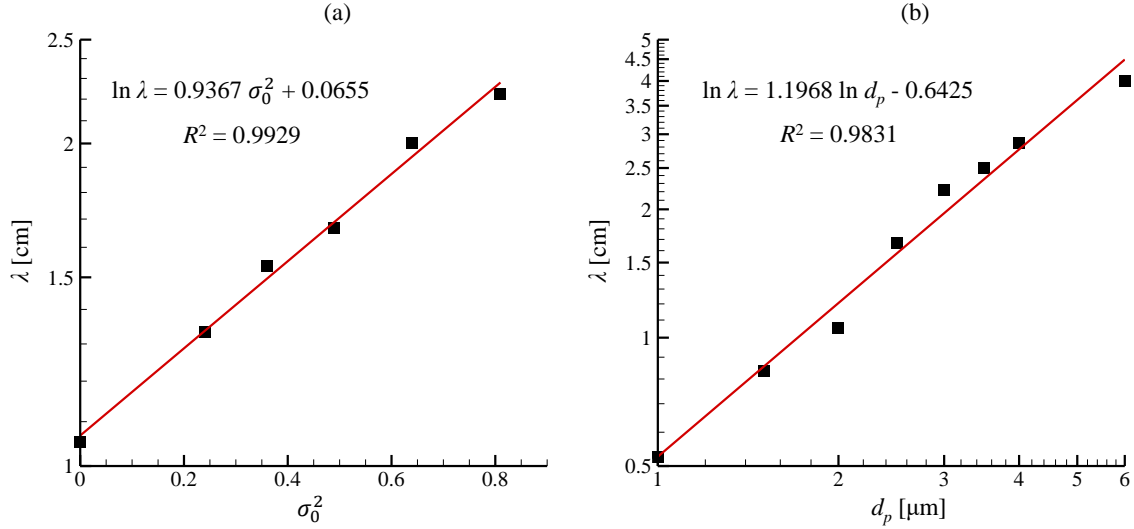 (a)
2.5
2
1.5
1
λ [cm]
ln λ = 0.9367 σ₀² + 0.0655
R² = 0.9929
0
0.2
0.4
0.6
0.8
σ₀²
(b)
5
4.5
4
3.5
3
2.5
2
1.5
1
0.5
λ [cm]
ln λ = 1.1968 ln dₚ - 0.6425
R² = 0.9831
1
2
3
4
5
6
dₚ [μm]